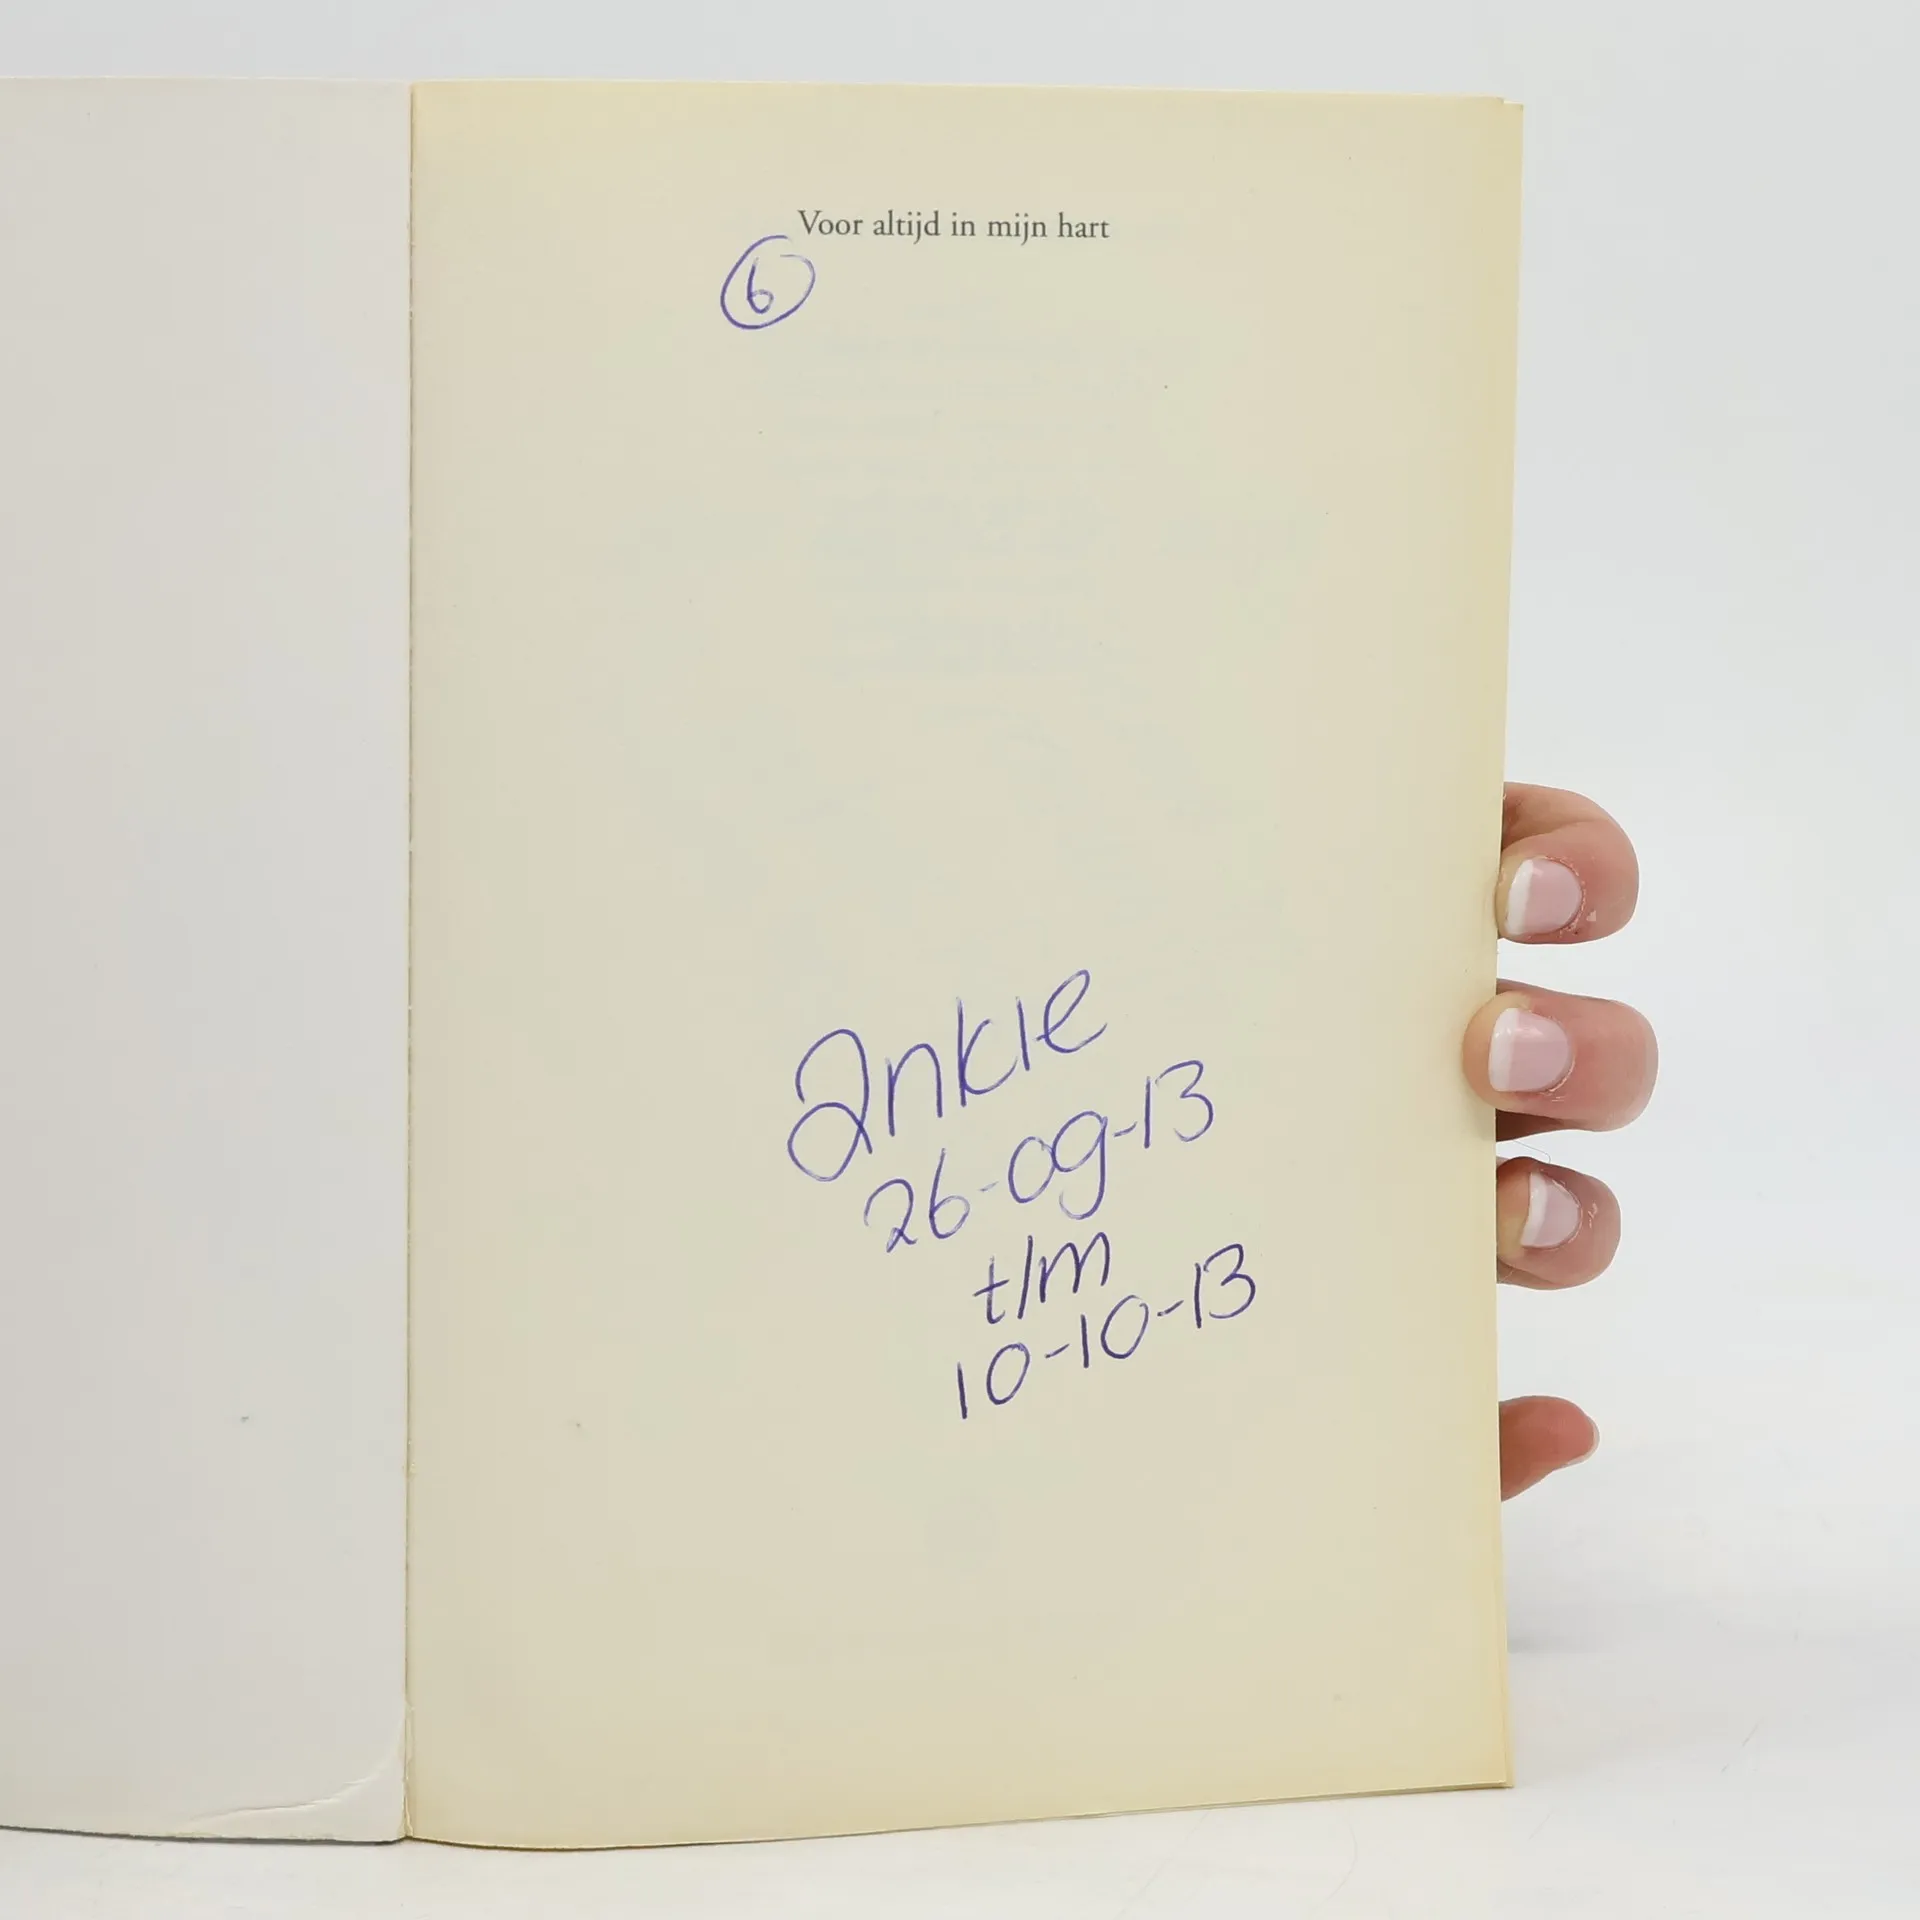 Voor altijd in mijn hart
6
Ankie
26-09-13
t/m
10-10-13